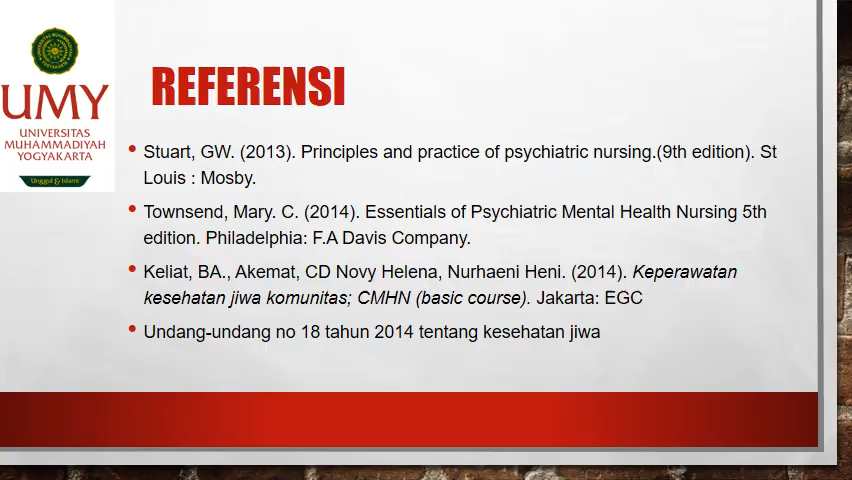 UMY
UNIVERSITAS
MUHAMMADIYAH
YOGYAKARTA
Unggul & Islami
REFERENSI
• Stuart, GW. (2013). Principles and practice of psychiatric nursing.(9th edition). St
Louis : Mosby.
• Townsend, Mary. C. (2014). Essentials of Psychiatric Mental Health Nursing 5th
edition. Philadelphia: F.A Davis Company.
• Keliat, BA., Akemat, CD Novy Helena, Nurhaeni Heni. (2014). Keperawatan
kesehatan jiwa komunitas; CMHN (basic course). Jakarta: EGC
• Undang-undang no 18 tahun 2014 tentang kesehatan jiwa